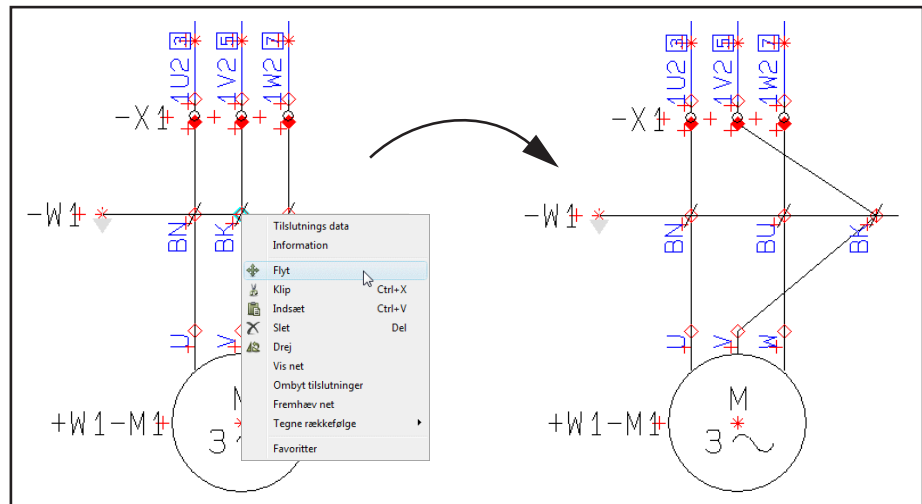 1U2 3 1V2 5 1W2 7
-X1
-W1
BN BK
Tilslutnings data
Information
Flyt
Klip Ctrl+X
Indsæt Ctrl+V
Slet Del
Drej
Vis net
Ombyt tilslutninger
Fremhæv net
Tegne rækkefølge
Favoritter
U V
+W1-M1
M
3
1U2 3 1V2 5 1W2 7
-X1
-W1
BN BU BK
U V W
+W1-M1
M
3 ~